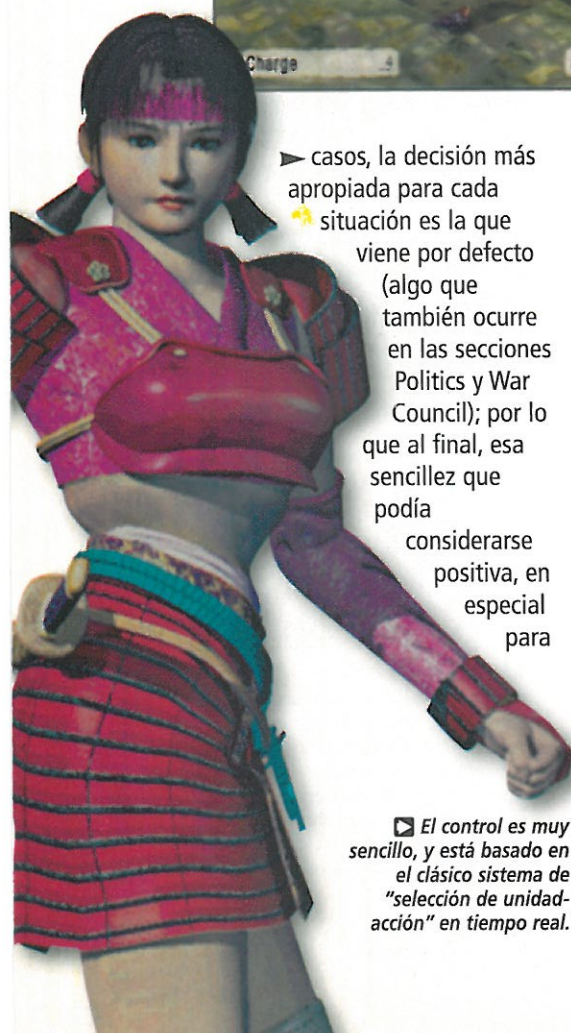 Charge
► casos, la decisión más
apropiada para cada
situación es la que
viene por defecto
(algo que
también ocurre
en las secciones
Politics y War
Council); por lo
que al final, esa
sencillez que
podía
considerarse
positiva, en
especial
para
El control es muy
sencillo, y está basado en
el clásico sistema de
"selección de unidad-
acción" en tiempo real.